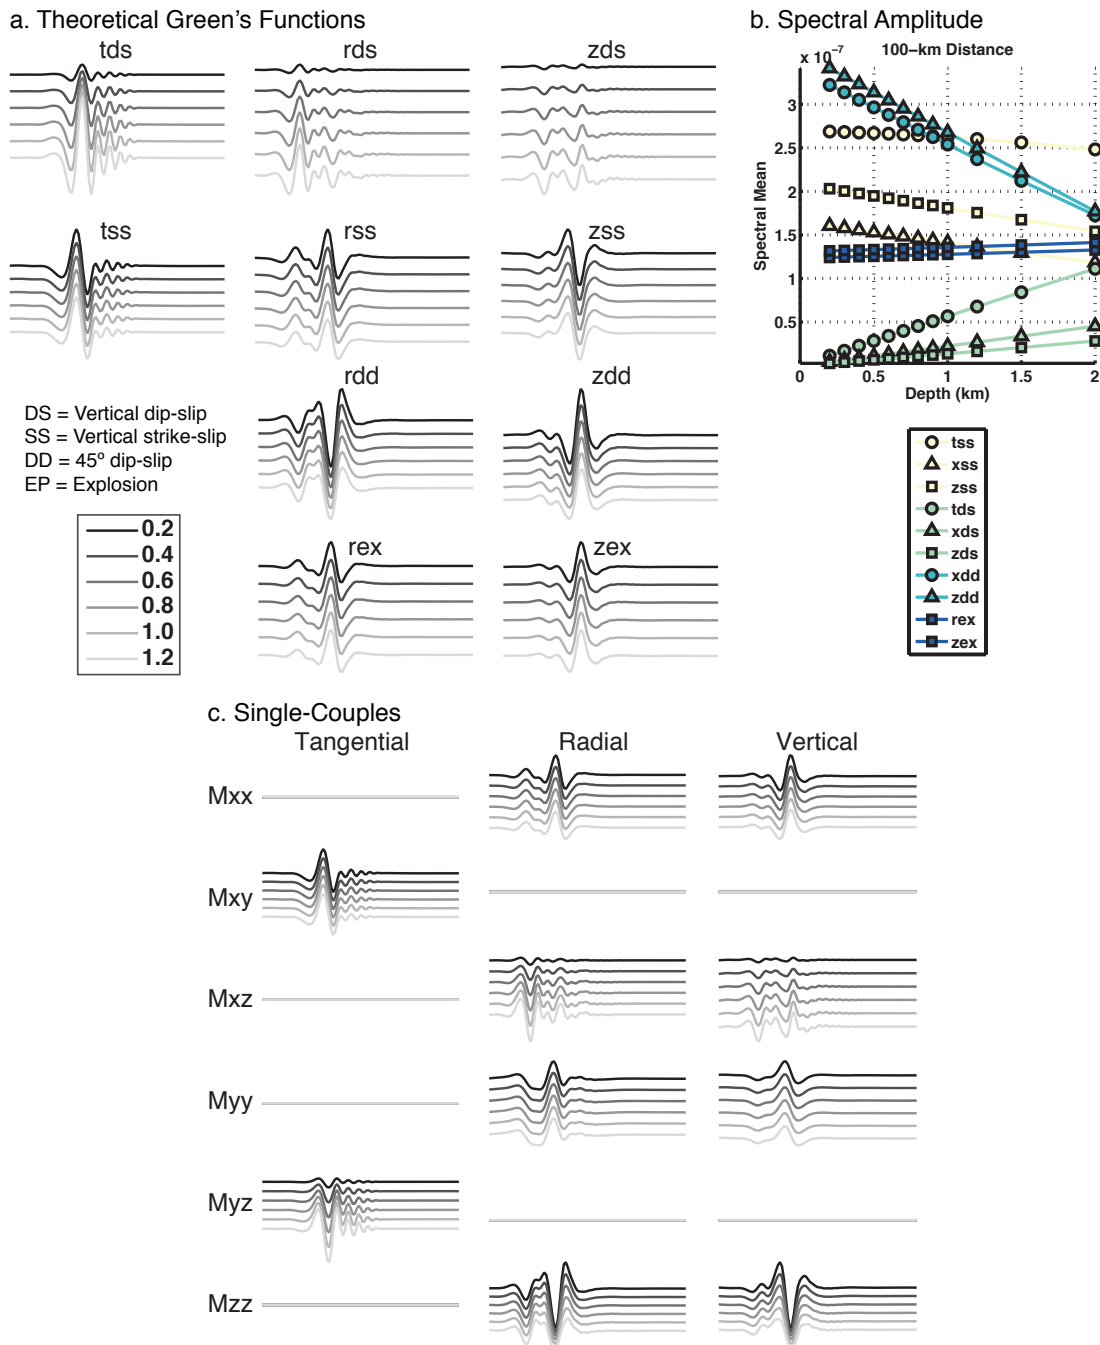 a. Theoretical Green's Functions
tds
rds
zds
tss
rss
zss
rdd
zdd
DS = Vertical dip-slip
SS = Vertical strike-slip
DD = 45º dip-slip
EP = Explosion
0.2
0.4
0.6
0.8
1.0
1.2
rex
zex
b. Spectral Amplitude
x 10⁻⁷
100-km Distance
Spectral Mean
3
2.5
2
1.5
1
0.5
0
0.5
1
1.5
2
Depth (km)
tss
xss
zss
tds
xds
zds
xdd
zdd
rex
zex
c. Single-Couples
Tangential
Radial
Vertical
Mxx
Mxy
Mxz
Myy
Myz
Mzz